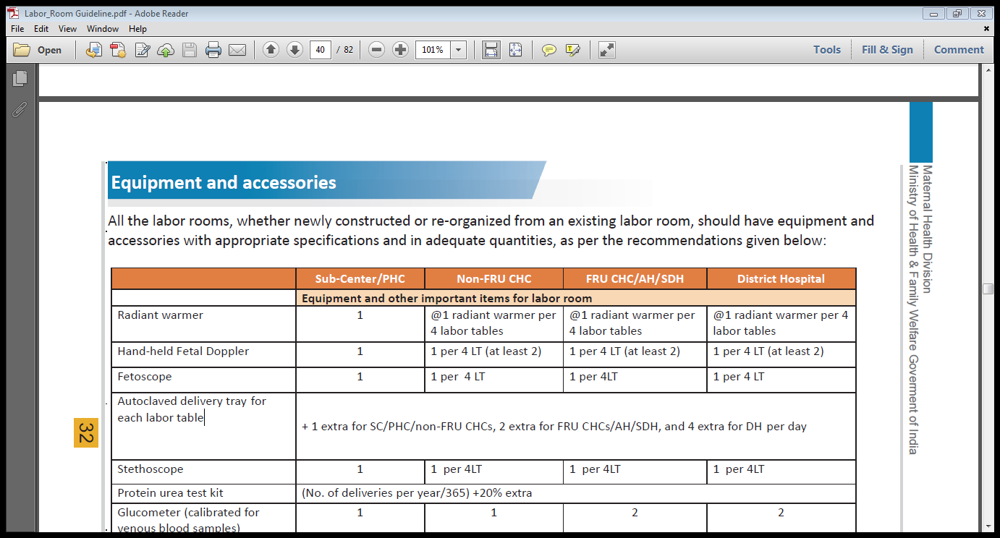 Labor_Room Guideline.pdf - Adobe Reader
File Edit View Window Help
Open 40 / 82 101% Tools Fill & Sign Comment
Equipment and accessories
All the labor rooms, whether newly constructed or re-organized from an existing labor room, should have equipment and
accessories with appropriate specifications and in adequate quantities, as per the recommendations given below:
Sub-Center/PHC Non-FRU CHC FRU CHC/AH/SDH District Hospital
Equipment and other important items for labor room
Radiant warmer 1 @1 radiant warmer per @1 radiant warmer per @1 radiant warmer per 4
4 labor tables 4 labor tables labor tables
Hand-held Fetal Doppler 1 1 per 4 LT (at least 2) 1 per 4 LT (at least 2) 1 per 4 LT (at least 2)
Fetoscope 1 1 per 4 LT 1 per 4LT 1 per 4 LT
Autoclaved delivery tray for
each labor table
+ 1 extra for SC/PHC/non-FRU CHCs, 2 extra for FRU CHCs/AH/SDH, and 4 extra for DH per day
Stethoscope 1 1 per 4LT 1 per 4LT 1 per 4LT
Protein urea test kit (No. of deliveries per year/365) +20% extra
Glucometer (calibrated for 1 1 2 2
venous blood samples)
32
Maternal Health Division
Ministry of Health & Family Welfare Goverment of India